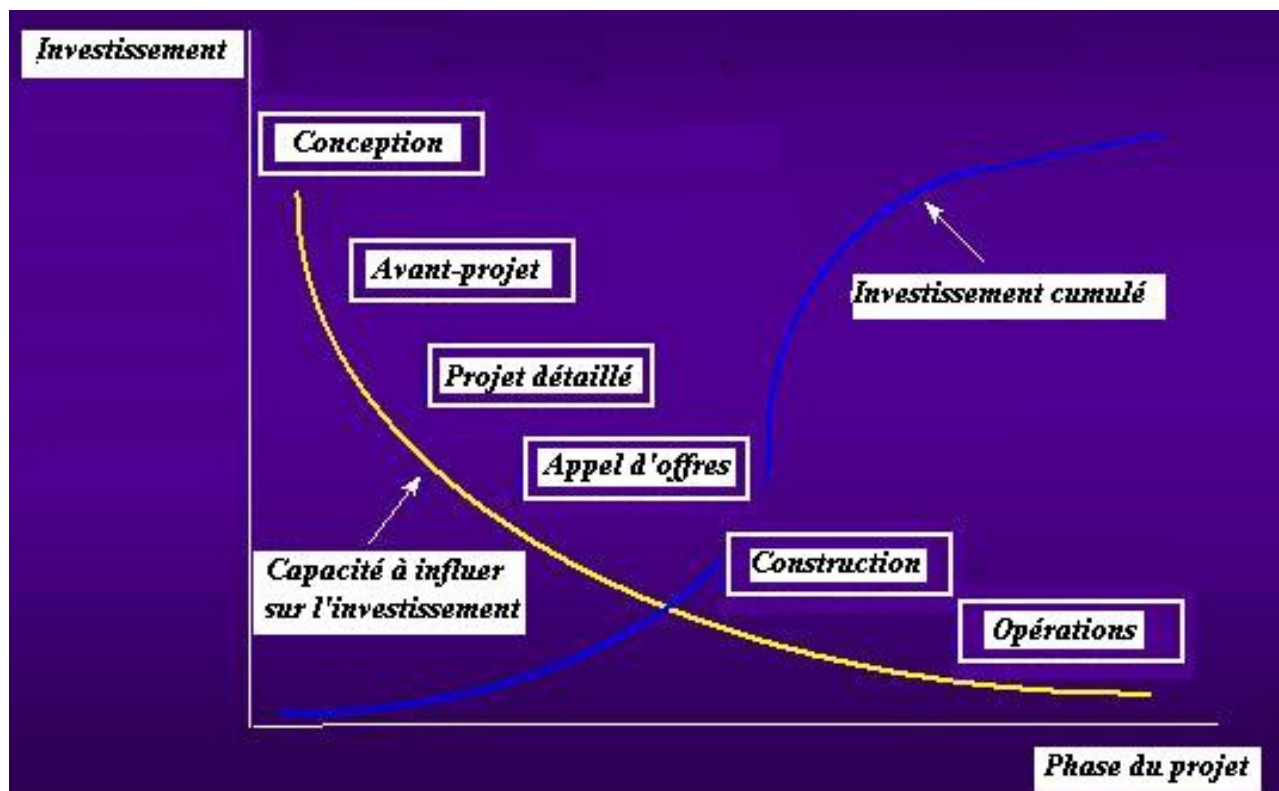 Investissement
Conception
Avant-projet
Investissement cumulé
Projet détaillé
Appel d'offres
Capacité à influer
sur l'investissement
Construction
Opérations
Phase du projet